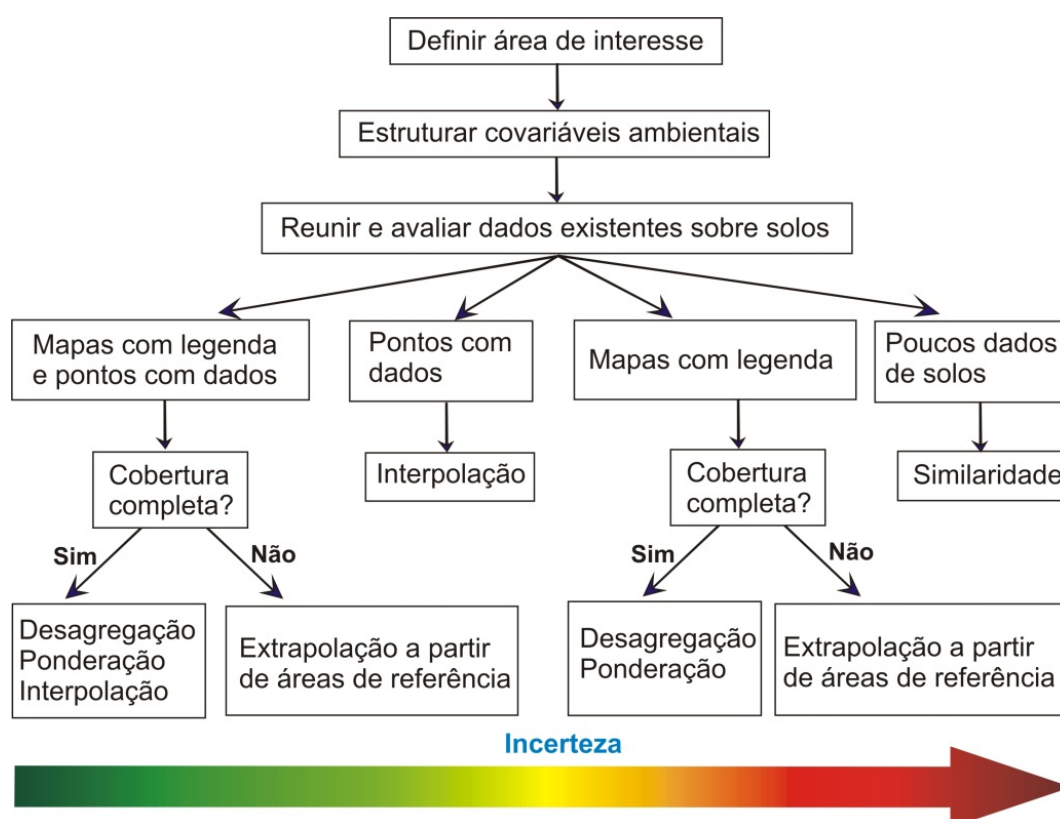 Definir área de interesse
Estruturar covariáveis ambientais
Reunir e avaliar dados existentes sobre solos
Mapas com legenda
e pontos com dados
Pontos com
dados
Mapas com legenda
Poucos dados
de solos
Cobertura
completa?
Interpolação
Cobertura
completa?
Similaridade
Sim
Não
Sim
Não
Desagregação
Ponderação
Interpolação
Extrapolação a partir
de áreas de referência
Desagregação
Ponderação
Extrapolação a partir
de áreas de referência
Incerteza